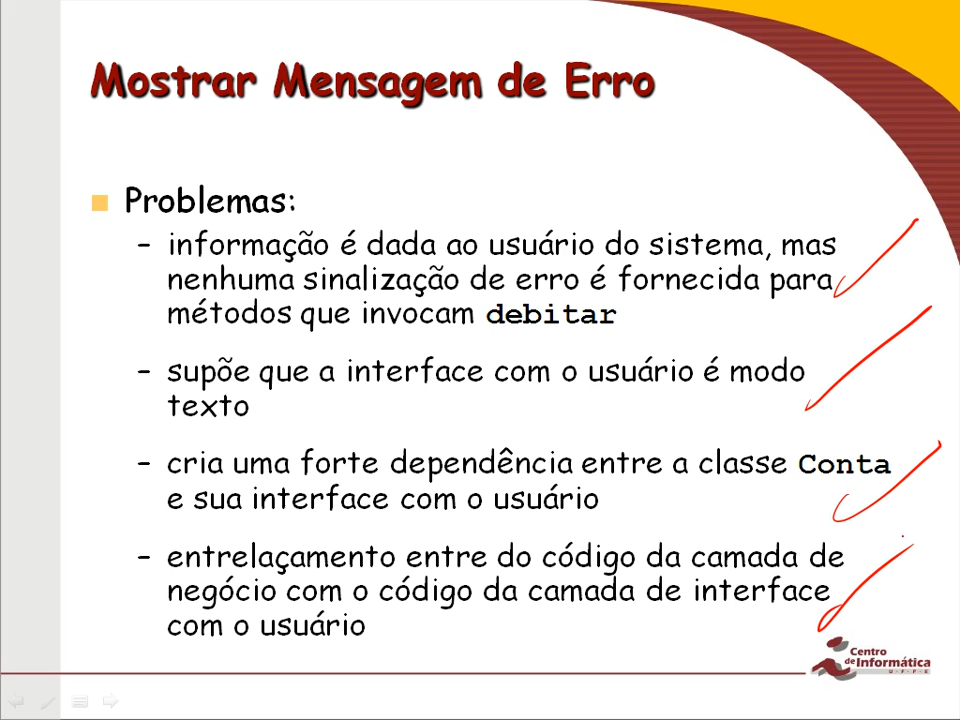 Mostrar Mensagem de Erro
Problemas:
– informação é dada ao usuário do sistema, mas
nenhuma sinalização de erro é fornecida para
métodos que invocam debitar
– supõe que a interface com o usuário é modo
texto
– cria uma forte dependência entre a classe Conta
e sua interface com o usuário
– entrelaçamento entre do código da camada de
negócio com o código da camada de interface
com o usuário
Centro
de Informática
U F P E